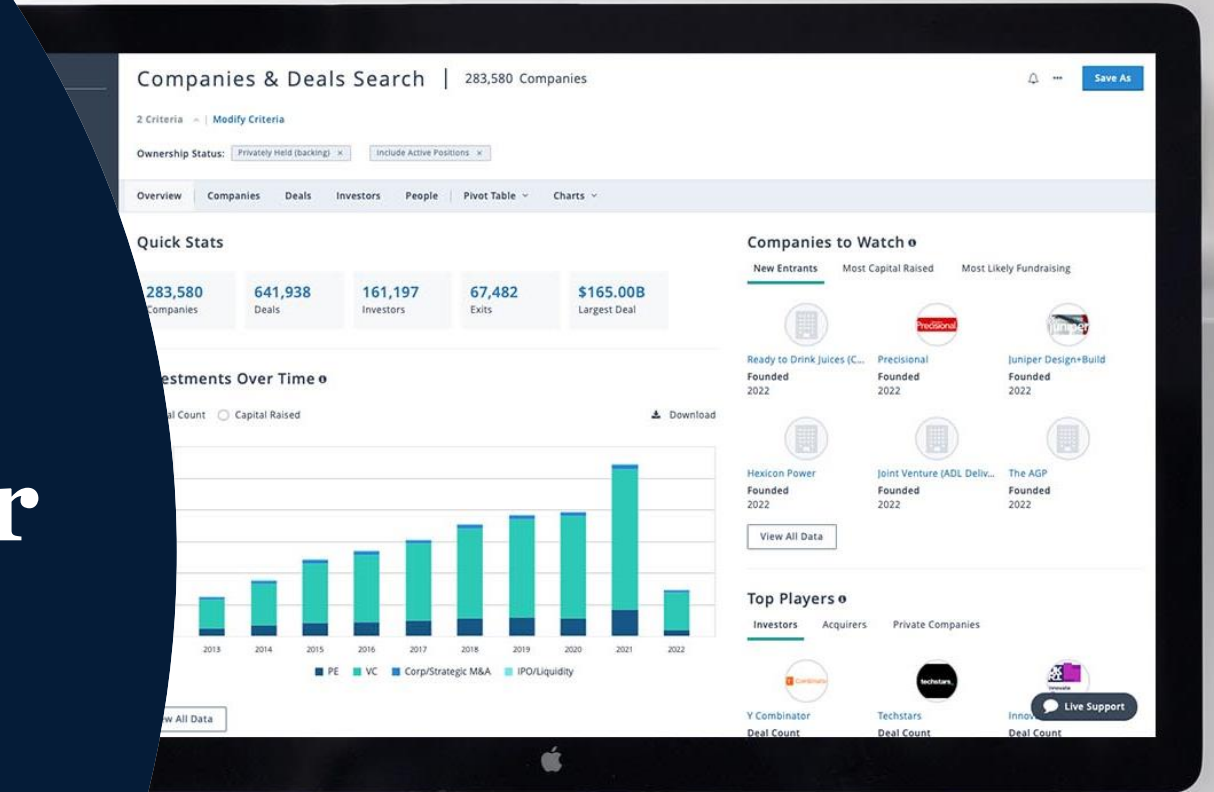 r
Companies & Deals Search | 283,580 Companies
Save As
2 Criteria | Modify Criteria
Ownership Status: Privately Held (backing) × Include Active Positions ×
Overview Companies Deals Investors People Pivot Table Charts
Quick Stats
283,580
Companies
641,938
Deals
161,197
Investors
67,482
Exits
$165.00B
Largest Deal
estments Over Time
al Count Capital Raised
Download
2013 2014 2015 2016 2017 2018 2019 2020 2021 2022
PE VC Corp/Strategic M&A IPO/Liquidity
w All Data
Companies to Watch
New Entrants Most Capital Raised Most Likely Fundraising
Precisional
juniper
Ready to Drink Juices (C... Precisional Juniper Design+Build
Founded Founded Founded
2022 2022 2022
Hexicon Power Joint Venture (ADL Deliv... The AGP
Founded Founded Founded
2022 2022 2022
View All Data
Top Players
Investors Acquirers Private Companies
Y Combinator
techstars_
Live Support
Y Combinator Techstars Innov
Deal Count Deal Count Deal Count